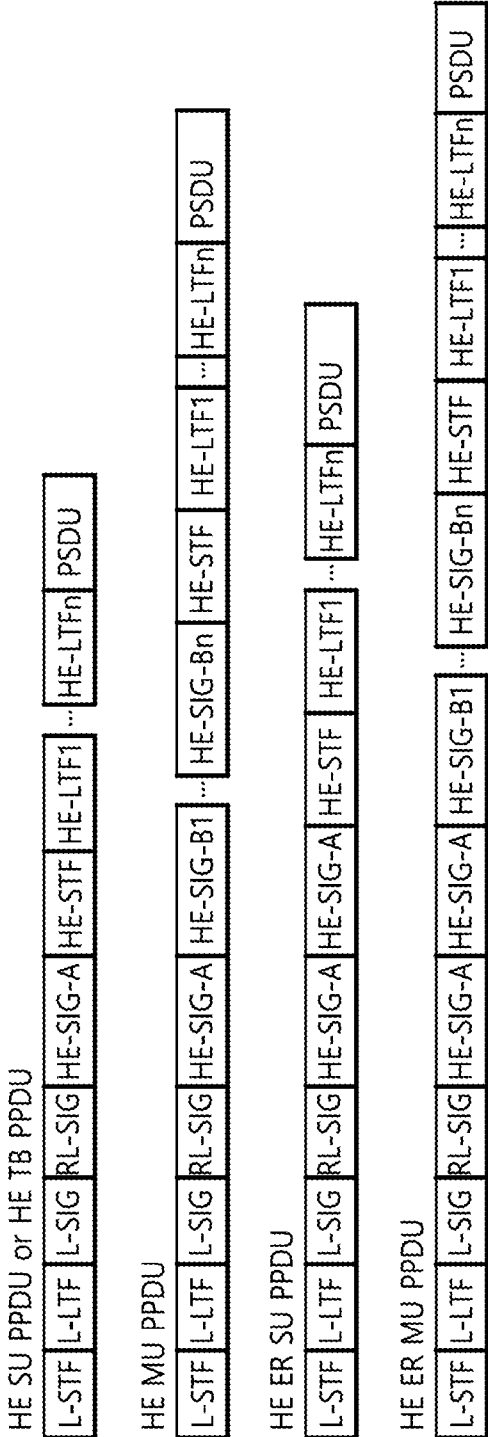 HE SU PPDU or HE TB PPDU
L-STF L-LTF L-SIG RL-SIG HE-SIG-A HE-STF HE-LTF1 ... HE-LTFn PSDU
HE MU PPDU
L-STF L-LTF L-SIG RL-SIG HE-SIG-A HE-SIG-B1 ... HE-SIG-Bn HE-STF HE-LTF1 ... HE-LTFn PSDU
HE ER SU PPDU
L-STF L-LTF L-SIG RL-SIG HE-SIG-A HE-SIG-A HE-STF HE-LTF1 ... HE-LTFn PSDU
HE ER MU PPDU
L-STF L-LTF L-SIG RL-SIG HE-SIG-A HE-SIG-A HE-SIG-B1 ... HE-SIG-Bn HE-STF HE-LTF1 ... HE-LTFn PSDU